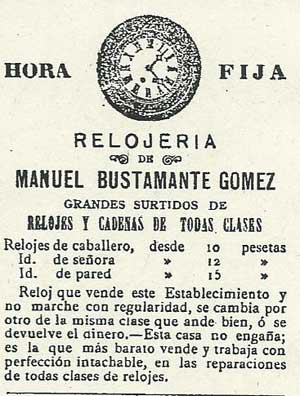 HORA FIJA
RELOJERIA
DE
MANUEL BUSTAMANTE GOMEZ
GRANDES SURTIDOS DE
RELOJES Y CADENAS DE TODAS CLASES
Relojes de caballero, desde 10 pesetas
Id. de señora » 12 »
Id. de pared » 15 »
Reloj que vende este Establecimiento y
no marche con regularidad, se cambia por
otro de la misma clase que ande bien, ó se
devuelve el dinero.—Esta casa no engaña;
es la que más barato vende y trabaja con
perfección intachable, en las reparaciones
de todas clases de relojes.